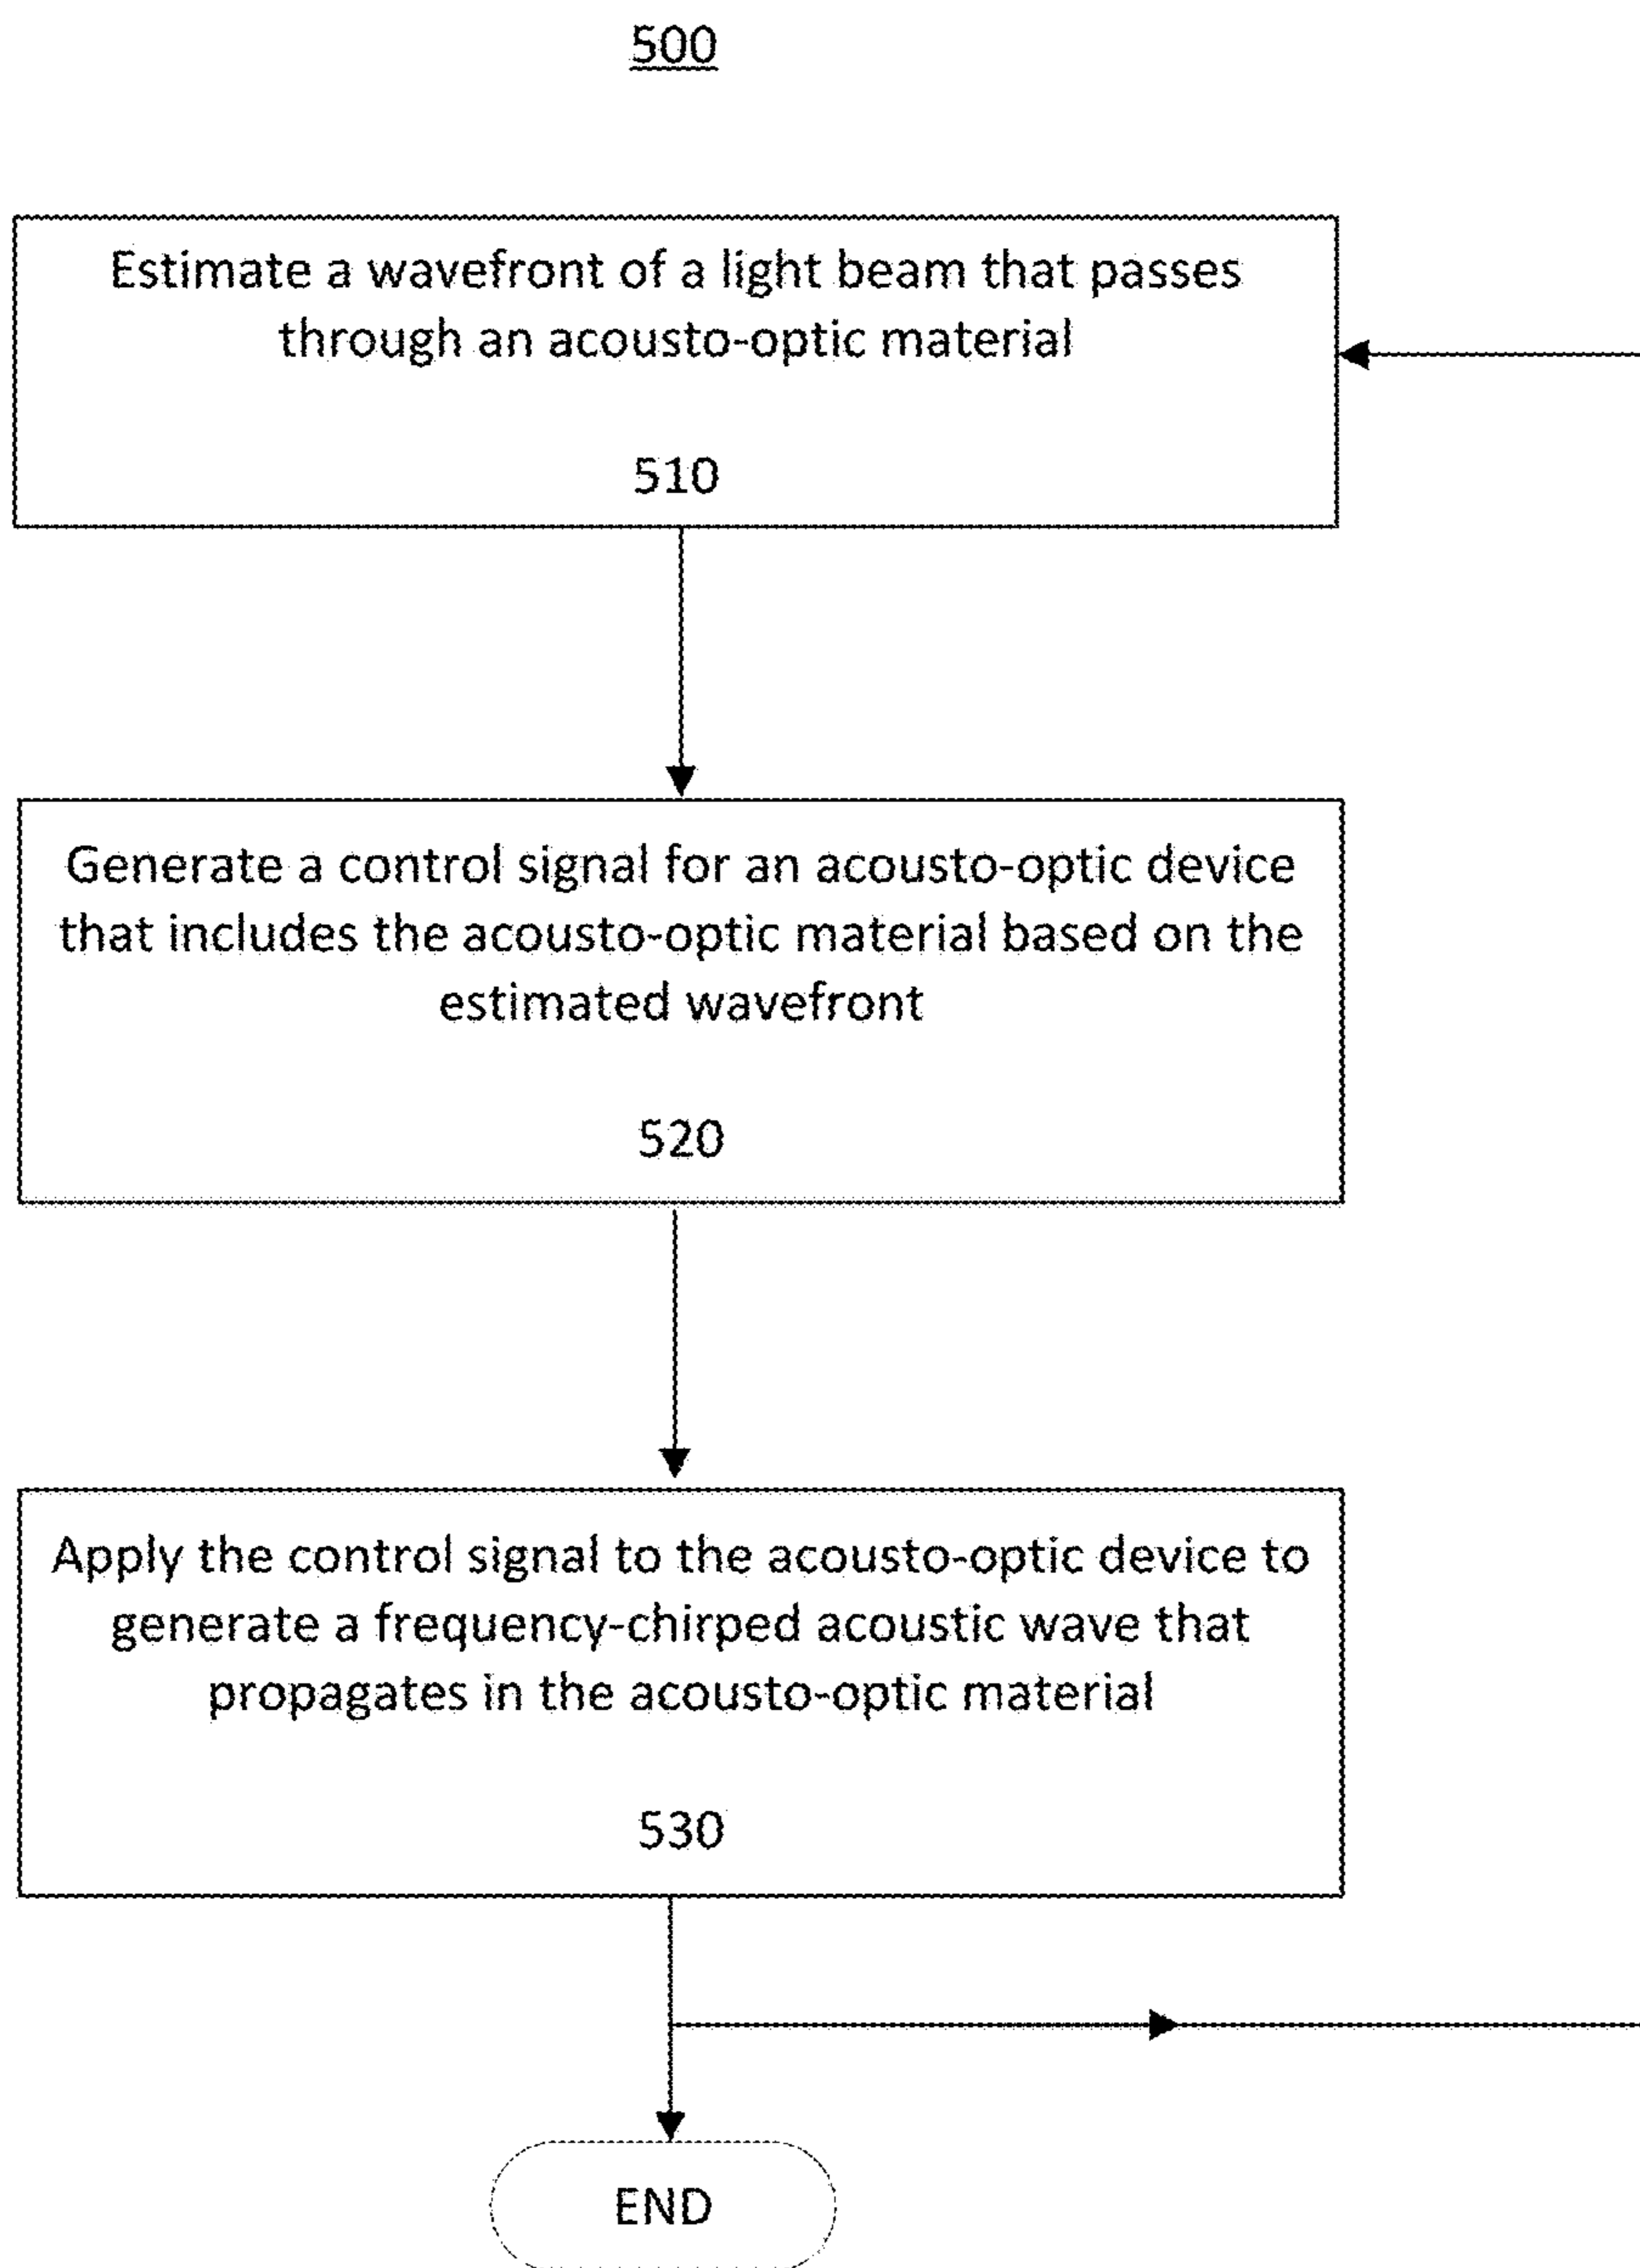 500
Estimate a wavefront of a light beam that passes
through an acousto-optic material
510
Generate a control signal for an acousto-optic device
that includes the acousto-optic material based on the
estimated wavefront
520
Apply the control signal to the acousto-optic device to
generate a frequency-chirped acoustic wave that
propagates in the acousto-optic material
530
END